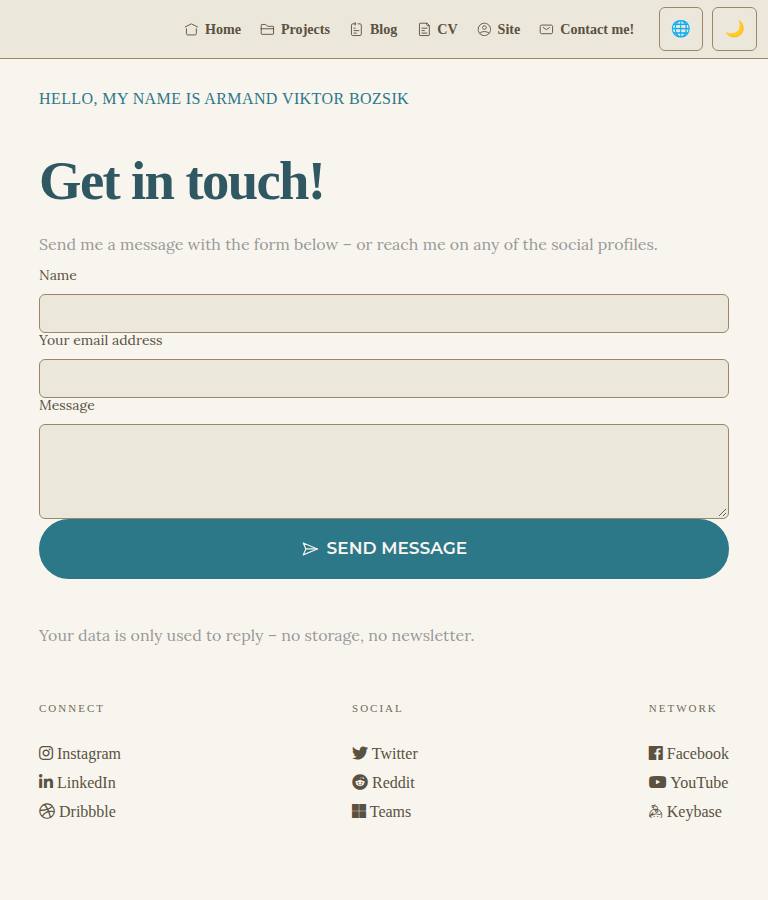 Home Projects Blog CV Site Contact me!
HELLO, MY NAME IS ARMAND VIKTOR BOZSIK
Get in touch!
Send me a message with the form below – or reach me on any of the social profiles.
Name
Your email address
Message
SEND MESSAGE
Your data is only used to reply – no storage, no newsletter.
CONNECT
Instagram
LinkedIn
Dribbble
SOCIAL
Twitter
Reddit
Teams
NETWORK
Facebook
YouTube
Keybase